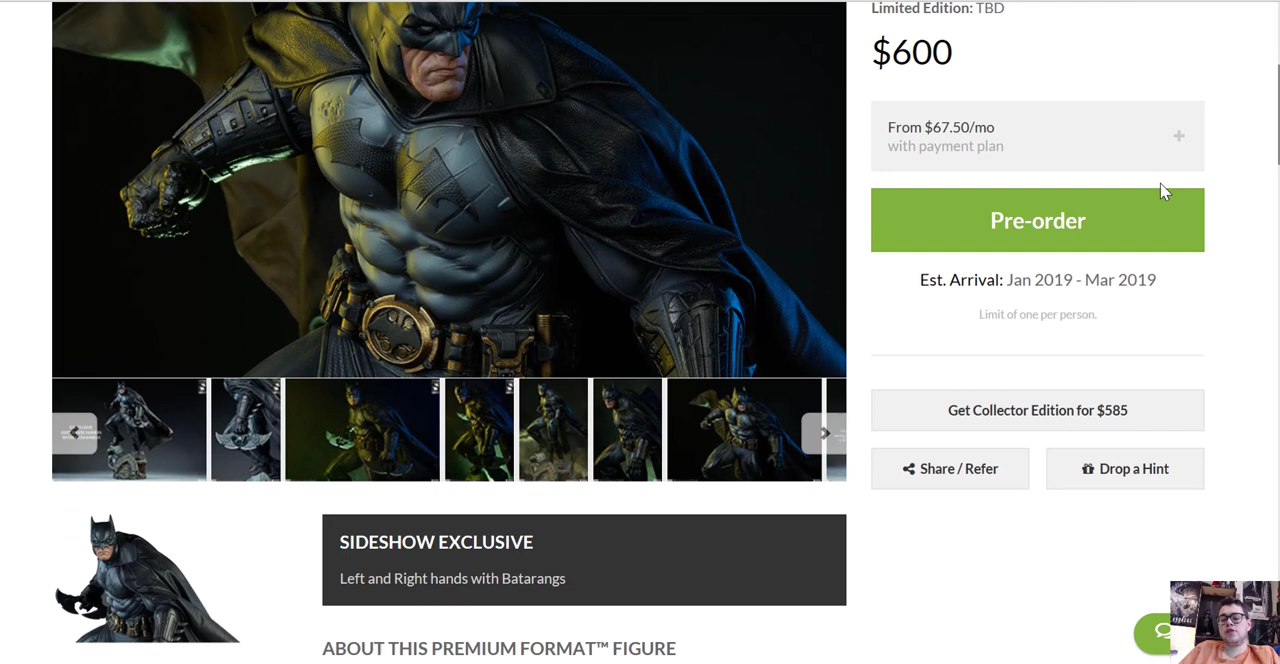 Limited Edition: TBD
$600
From $67.50/mo
with payment plan
Pre-order
Est. Arrival: Jan 2019 - Mar 2019
Limit of one per person.
Get Collector Edition for $585
Share / Refer
Drop a Hint
SIDESHOW EXCLUSIVE
Left and Right hands with Batarangs
ABOUT THIS PREMIUM FORMAT™ FIGURE